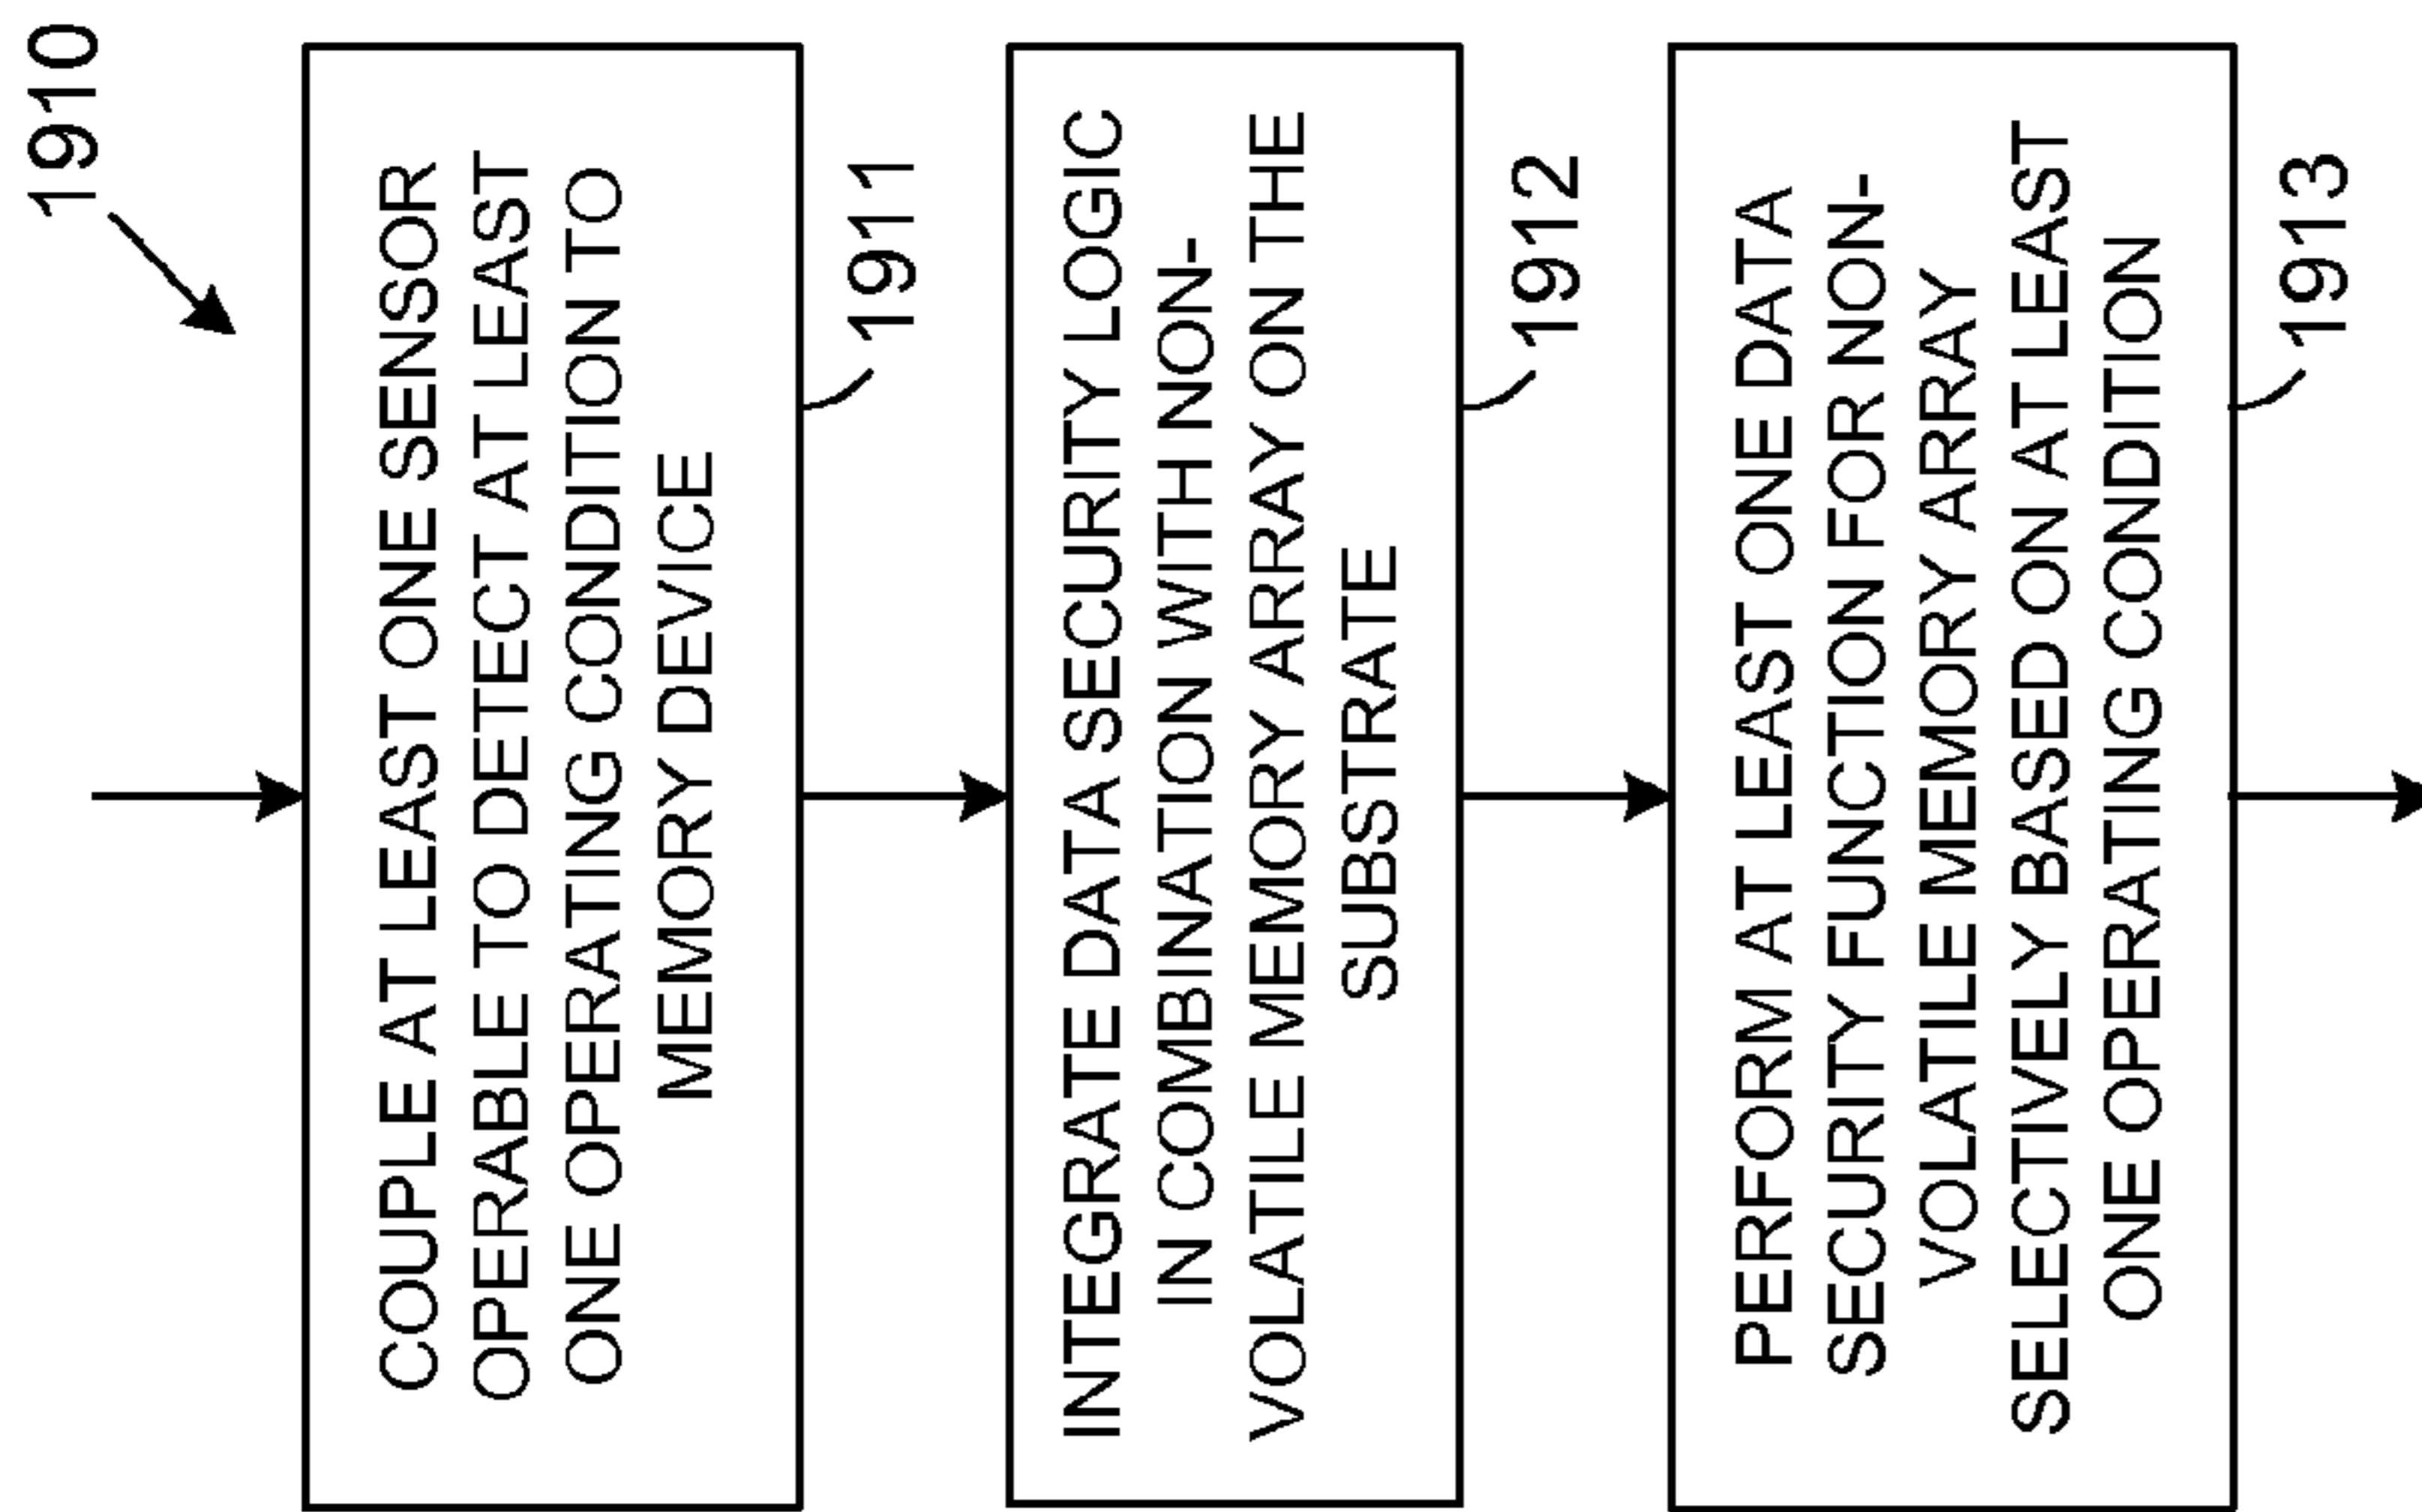 1910
COUPLE AT LEAST ONE SENSOR
OPERABLE TO DETECT AT LEAST
ONE OPERATING CONDITION TO
MEMORY DEVICE
1911
INTEGRATE DATA SECURITY LOGIC
IN COMBINATION WITH NON-
VOLATILE MEMORY ARRAY ON THE
SUBSTRATE
1912
PERFORM AT LEAST ONE DATA
SECURITY FUNCTION FOR NON-
VOLATILE MEMORY ARRAY
SELECTIVELY BASED ON AT LEAST
ONE OPERATING CONDITION
1913